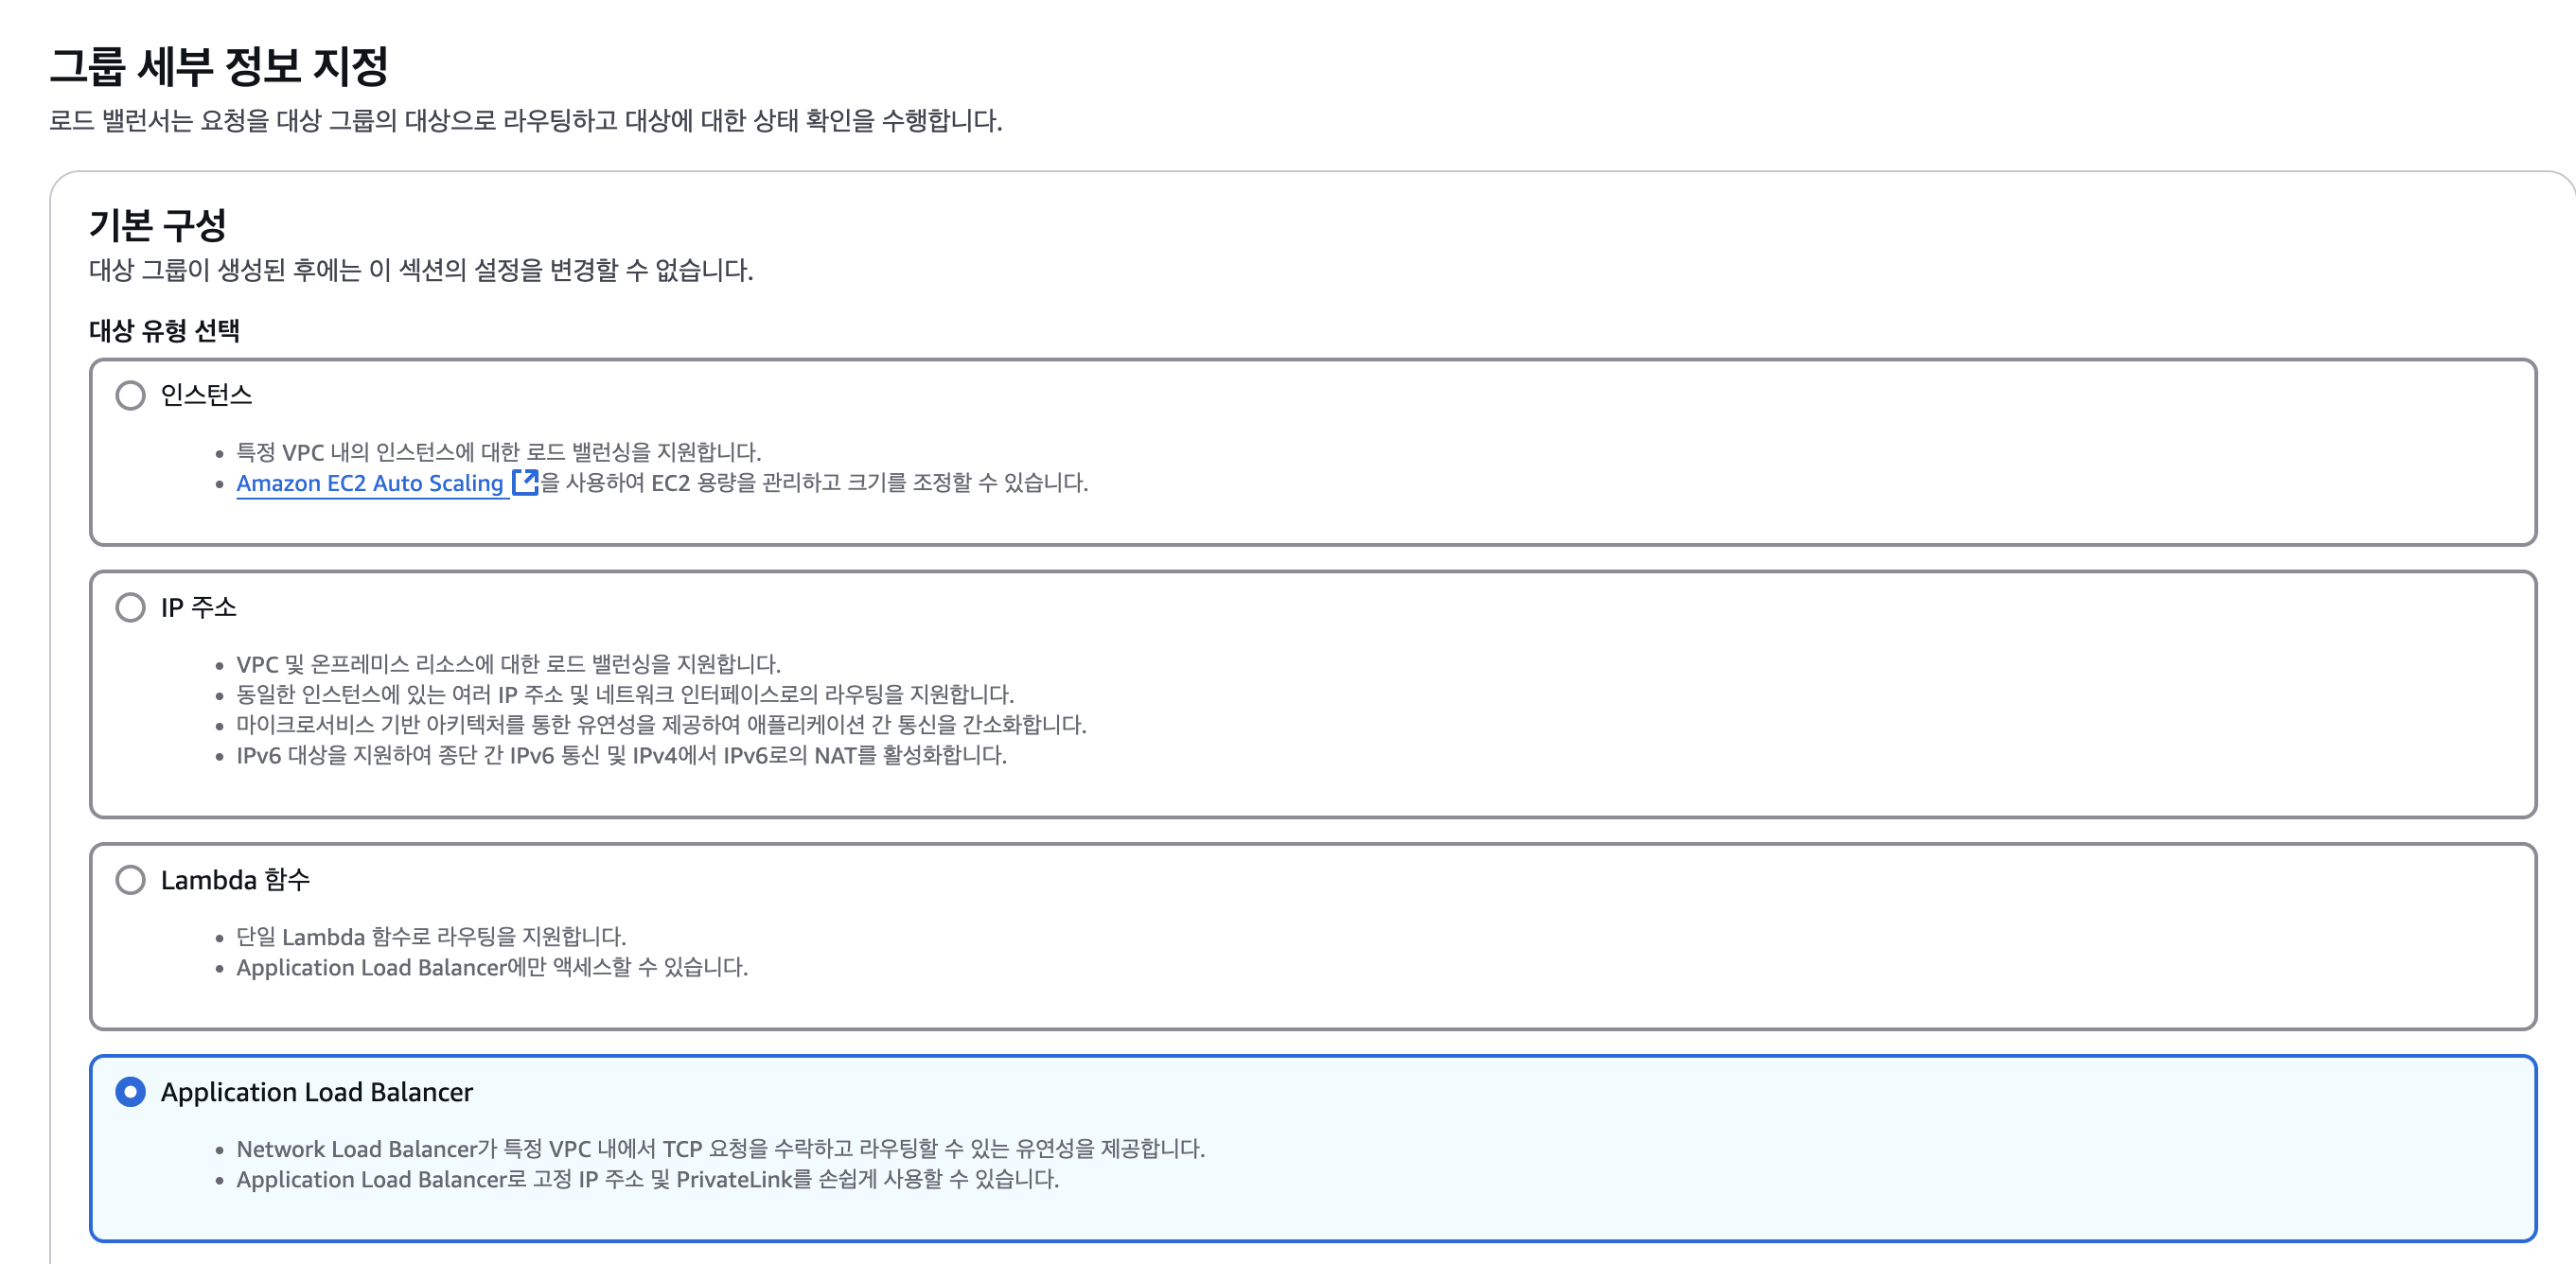 그룹 세부 정보 지정
로드 밸런서는 요청을 대상 그룹의 대상으로 라우팅하고 대상에 대한 상태 확인을 수행합니다.
기본 구성
대상 그룹이 생성된 후에는 이 섹션의 설정을 변경할 수 없습니다.
대상 유형 선택
인스턴스
• 특정 VPC 내의 인스턴스에 대한 로드 밸런싱을 지원합니다.
• Amazon EC2 Auto Scaling 을 사용하여 EC2 용량을 관리하고 크기를 조정할 수 있습니다.
IP 주소
• VPC 및 온프레미스 리소스에 대한 로드 밸런싱을 지원합니다.
• 동일한 인스턴스에 있는 여러 IP 주소 및 네트워크 인터페이스로의 라우팅을 지원합니다.
• 마이크로서비스 기반 아키텍처를 통한 유연성을 제공하여 애플리케이션 간 통신을 간소화합니다.
• IPv6 대상을 지원하여 종단 간 IPv6 통신 및 IPv4에서 IPv6로의 NAT를 활성화합니다.
Lambda 함수
• 단일 Lambda 함수로 라우팅을 지원합니다.
• Application Load Balancer에만 액세스할 수 있습니다.
Application Load Balancer
• Network Load Balancer가 특정 VPC 내에서 TCP 요청을 수락하고 라우팅할 수 있는 유연성을 제공합니다.
• Application Load Balancer로 고정 IP 주소 및 PrivateLink를 손쉽게 사용할 수 있습니다.